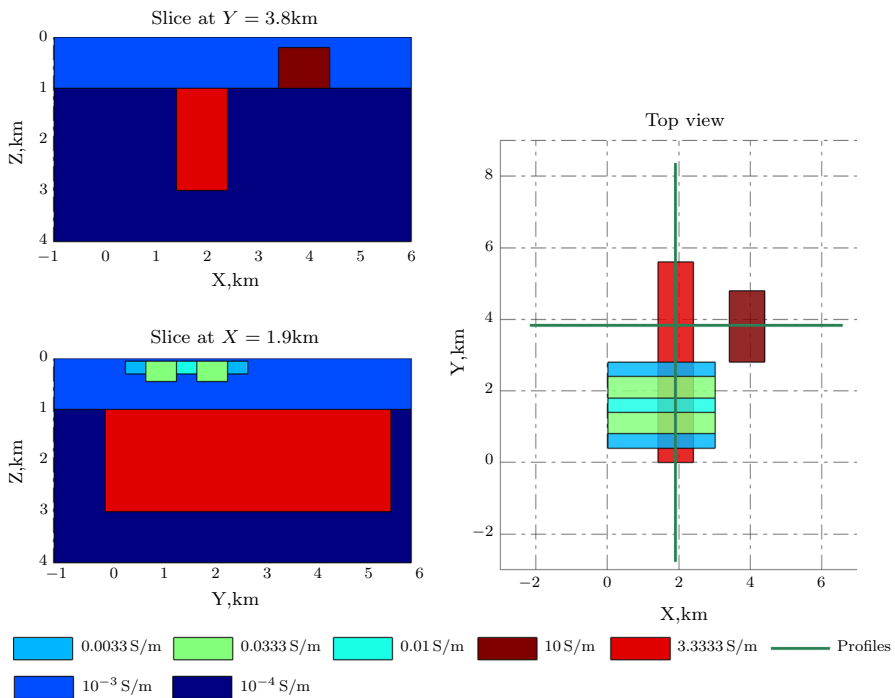 Slice at Y = 3.8km
0
1
2
3
4
Z,km
−1
0
1
2
3
4
5
6
X,km
Slice at X = 1.9km
0
1
2
3
4
Z,km
−1
0
1
2
3
4
5
6
Y,km
Top view
8
6
4
2
0
−2
Y,km
−2
0
2
4
6
X,km
0.0033 S/m
0.0333 S/m
0.01 S/m
10 S/m
3.3333 S/m
Profiles
10⁻³ S/m
10⁻⁴ S/m